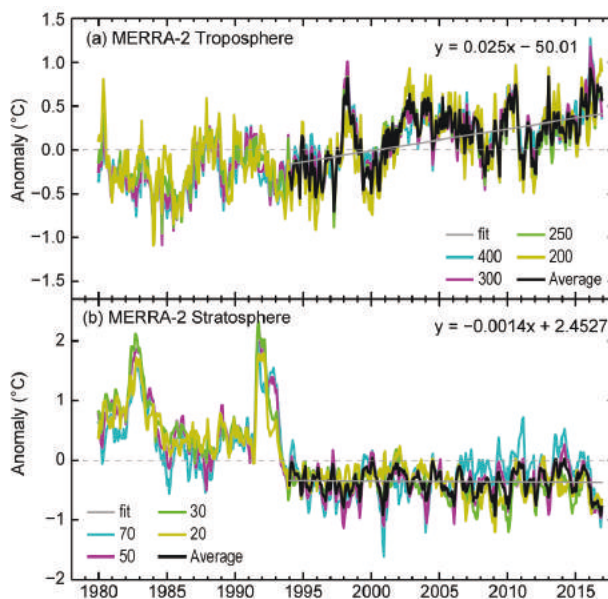 (a) MERRA-2 Troposphere
y = 0.025x − 50.01
1.5
1.0
0.5
0.0
−0.5
−1.0
−1.5
Anomaly (°C)
fit
250
400
200
300
Average
(b) MERRA-2 Stratosphere
y = −0.0014x + 2.4527
2
1
0
−1
−2
Anomaly (°C)
fit
30
70
20
50
Average
1980 1985 1990 1995 2000 2005 2010 2015